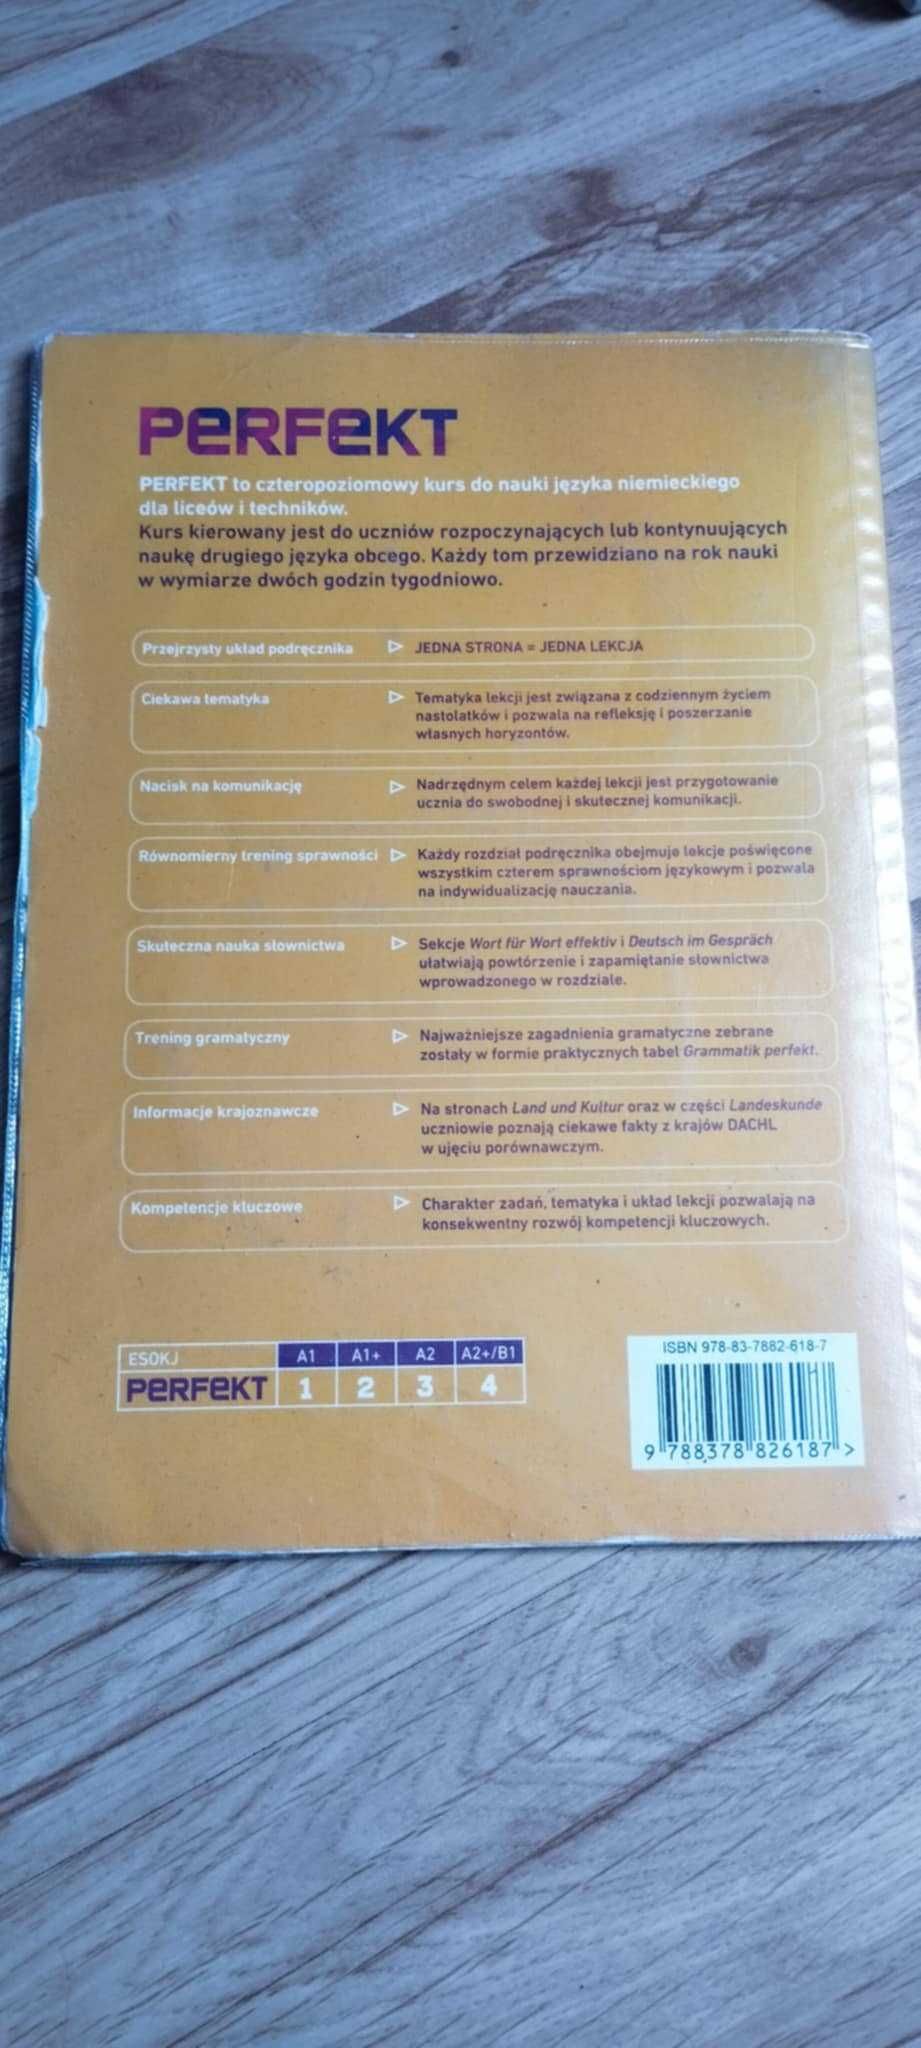 PERFEKT
PERFEKT to czteropoziomowy kurs do nauki języka niemieckiego
dla liceów i techników.
Kurs kierowany jest do uczniów rozpoczynających lub kontynuujących
naukę drugiego języka obcego. Każdy tom przewidziano na rok nauki
w wymiarze dwóch godzin tygodniowo.
Przejrzysty układ podręcznika ▷ JEDNA STRONA = JEDNA LEKCJA
Ciekawa tematyka ▷ Tematyka lekcji jest związana z codziennym życiem
nastolatków i pozwala na refleksję i poszerzanie
własnych horyzontów.
Nacisk na komunikację ▷ Nadrzędnym celem każdej lekcji jest przygotowanie
ucznia do swobodnej i skutecznej komunikacji.
Równomierny trening sprawności ▷ Każdy rozdział podręcznika obejmuje lekcje poświęcone
wszystkim czterem sprawnościom językowym i pozwala
na indywidualizację nauczania.
Skuteczna nauka słownictwa ▷ Sekcje Wort für Wort effektiv i Deutsch im Gespräch
ułatwiają powtórzenie i zapamiętanie słownictwa
wprowadzonego w rozdziale.
Trening gramatyczny ▷ Najważniejsze zagadnienia gramatyczne zebrane
zostały w formie praktycznych tabel Grammatik perfekt.
Informacje krajoznawcze ▷ Na stronach Land und Kultur oraz w części Landeskunde
uczniowie poznają ciekawe fakty z krajów DACHL
w ujęciu porównawczym.
Kompetencje kluczowe ▷ Charakter zadań, tematyka i układ lekcji pozwalają na
konsekwentny rozwój kompetencji kluczowych.
ESOKJ A1 A1+ A2 A2+/B1
PERFEKT 1 2 3 4
ISBN 978-83-7882-618-7
9 788378 826187 >